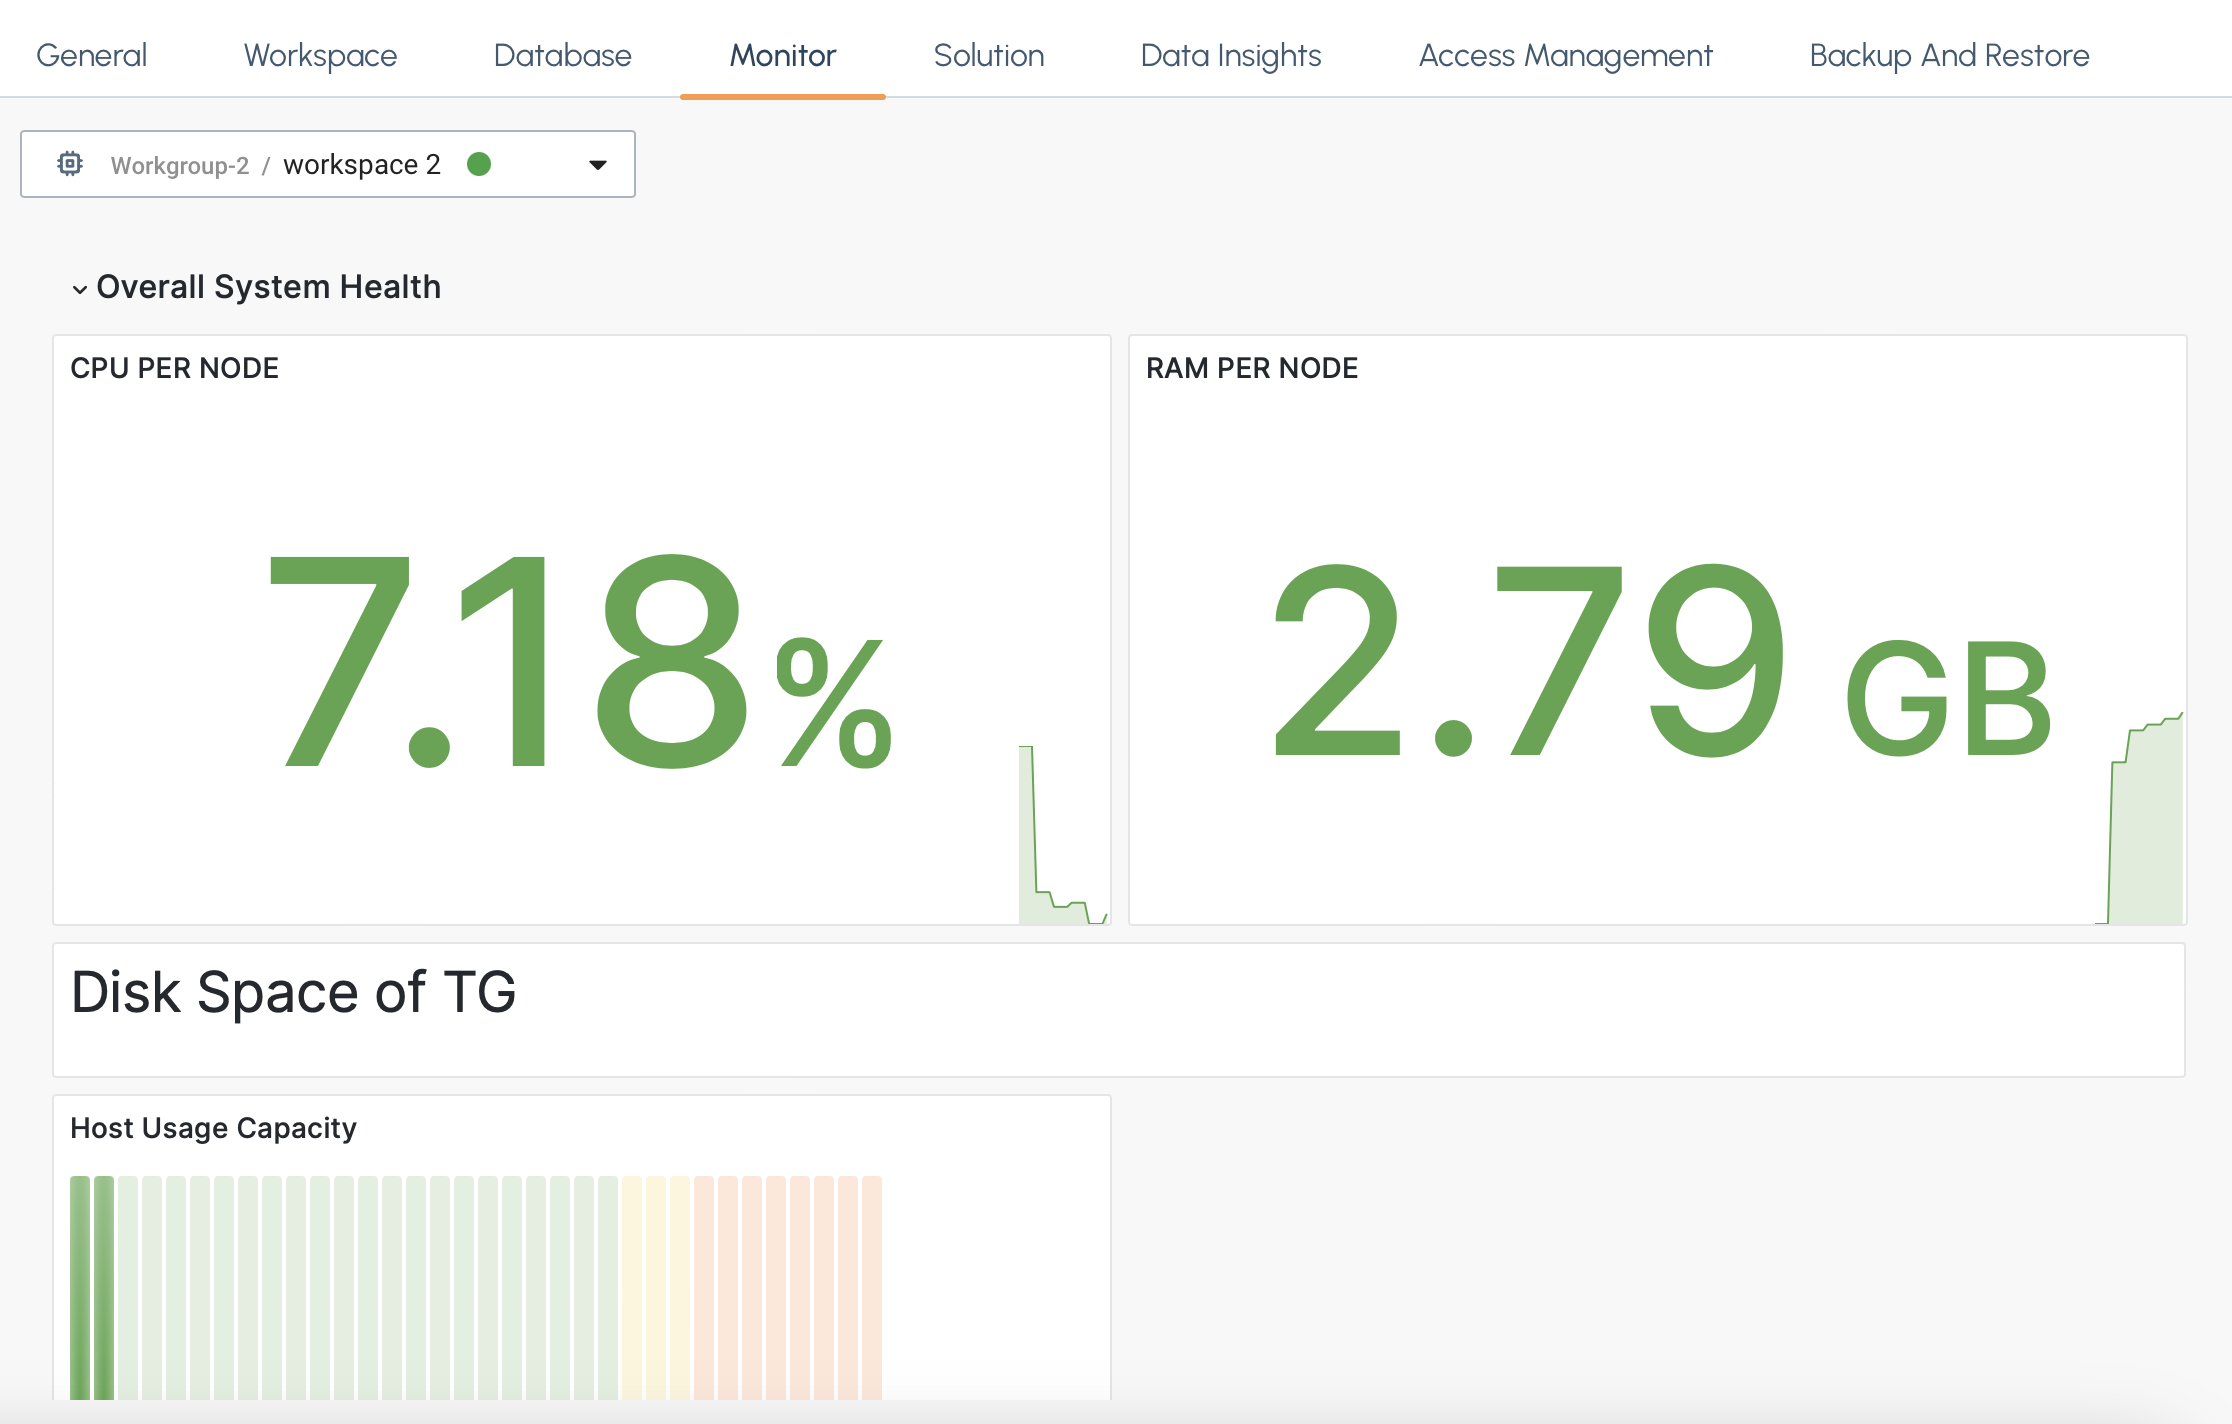 General Workspace Database Monitor Solution Data Insights Access Management Backup And Restore
Workgroup-2 / workspace 2
Overall System Health
CPU PER NODE
7.18%
RAM PER NODE
2.79 GB
Disk Space of TG
Host Usage Capacity